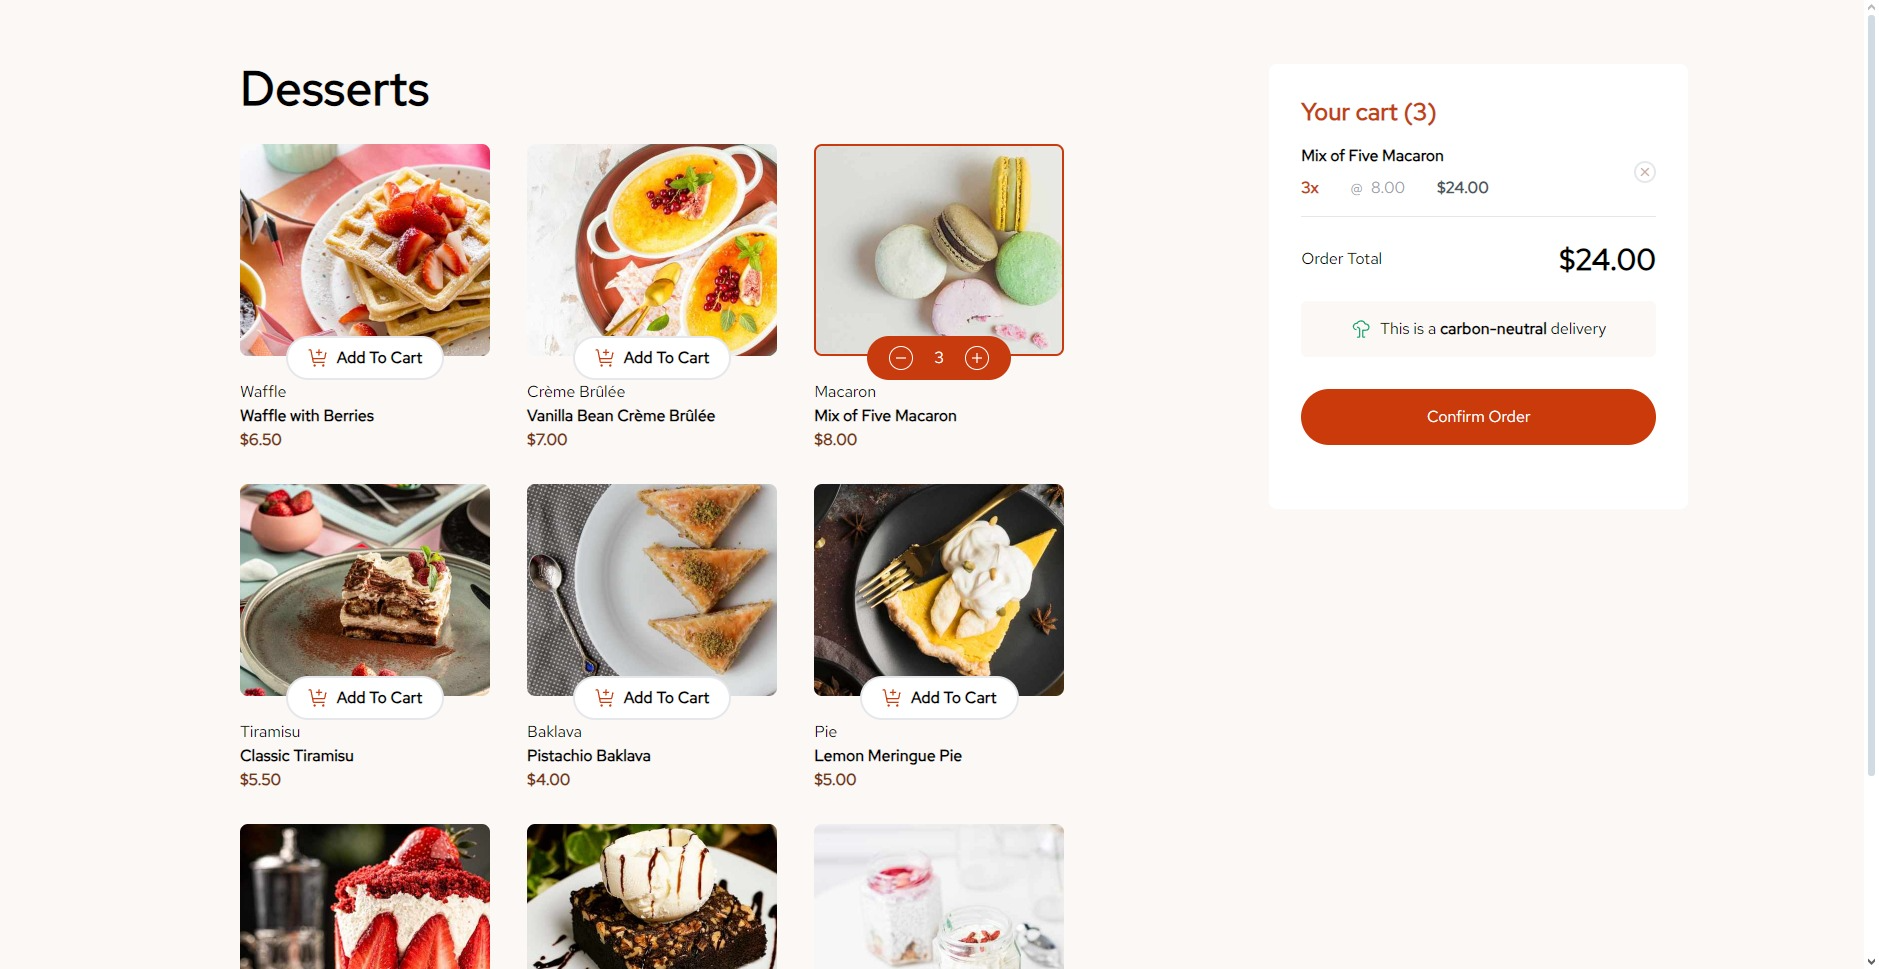 Desserts
Add To Cart
Waffle
Waffle with Berries
$6.50
Add To Cart
Crème Brûlée
Vanilla Bean Crème Brûlée
$7.00
3
Macaron
Mix of Five Macaron
$8.00
Add To Cart
Tiramisu
Classic Tiramisu
$5.50
Add To Cart
Baklava
Pistachio Baklava
$4.00
Add To Cart
Pie
Lemon Meringue Pie
$5.00
Your cart (3)
Mix of Five Macaron
3x @ 8.00 $24.00
Order Total $24.00
This is a carbon-neutral delivery
Confirm Order